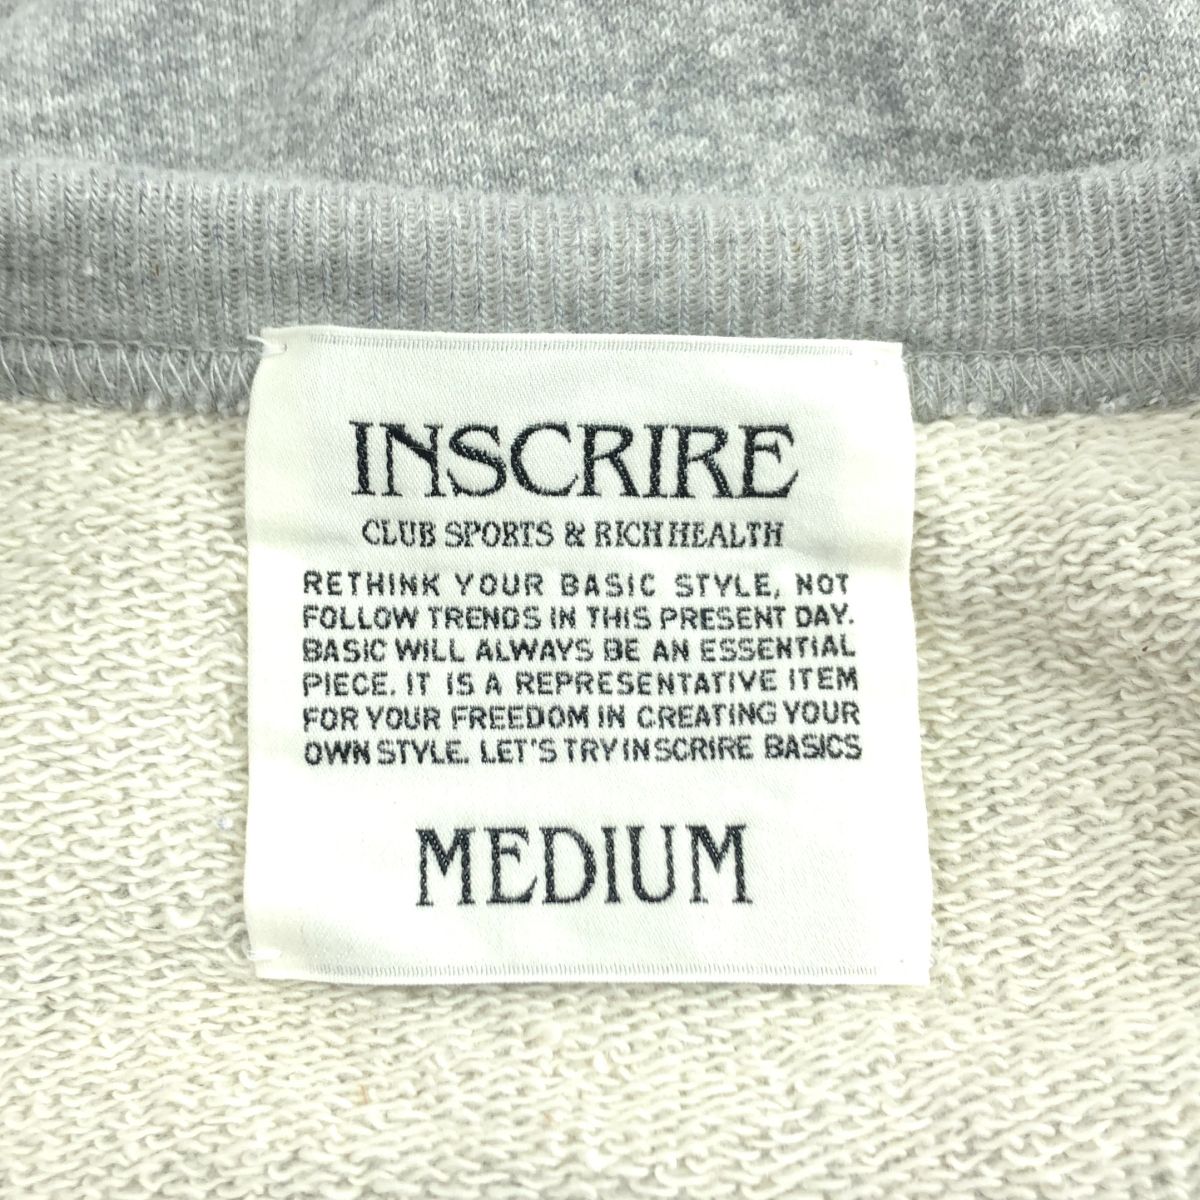 INSCRIRE
CLUB SPORTS & RICH HEALTH
RETHINK YOUR BASIC STYLE, NOT
FOLLOW TRENDS IN THIS PRESENT DAY.
BASIC WILL ALWAYS BE AN ESSENTIAL
PIECE. IT IS A REPRESENTATIVE ITEM
FOR YOUR FREEDOM IN CREATING YOUR
OWN STYLE. LET'S TRY INSCRIRE BASICS
MEDIUM